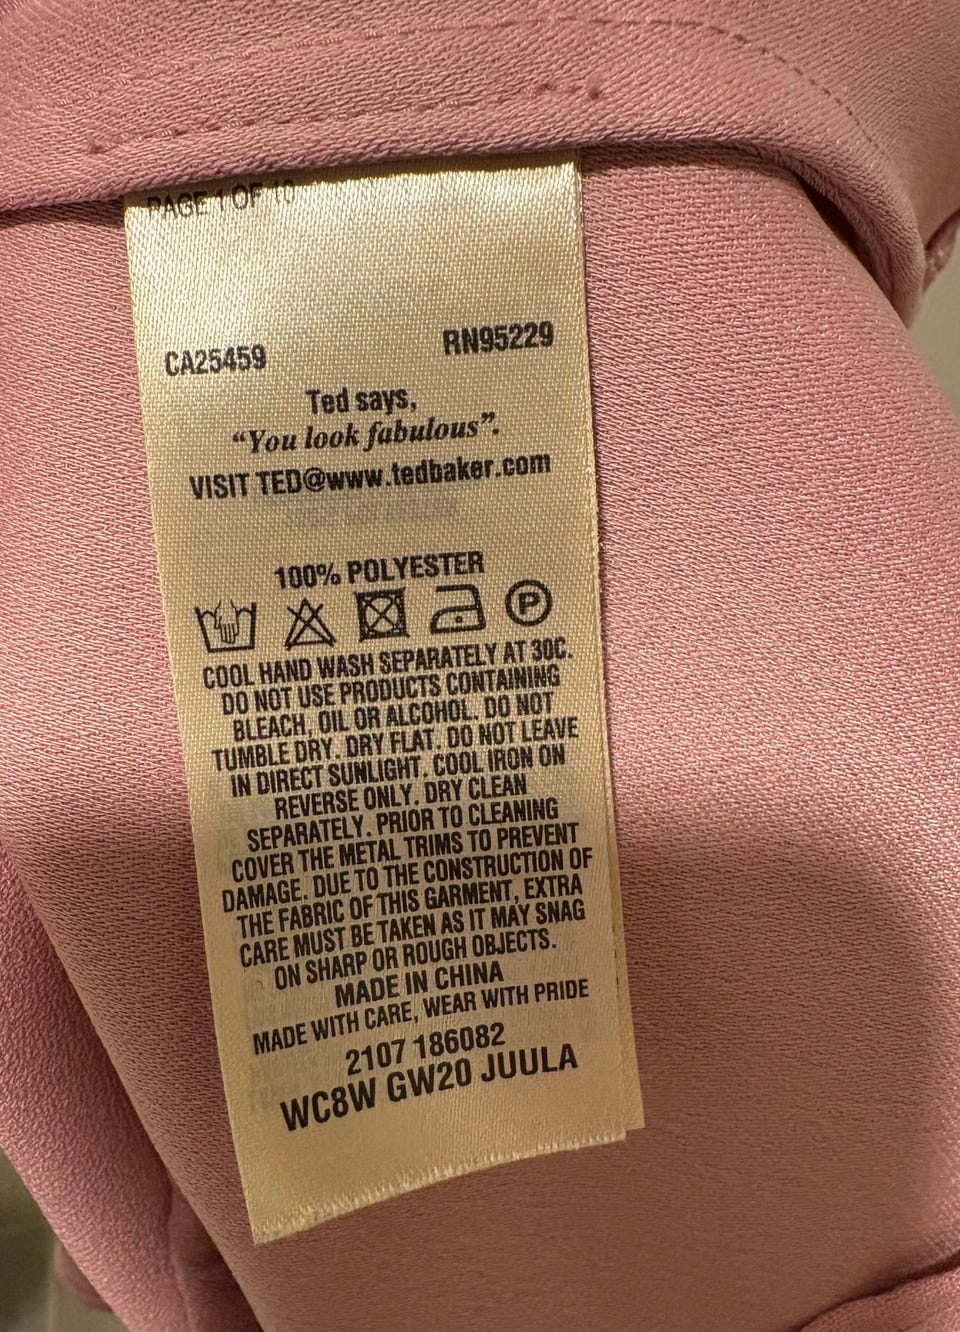 PAGE 1 OF 10
CA25459 RN95229
Ted says,
“You look fabulous”.
VISIT TED@www.tedbaker.com
100% POLYESTER
P
COOL HAND WASH SEPARATELY AT 30C.
DO NOT USE PRODUCTS CONTAINING
BLEACH, OIL OR ALCOHOL. DO NOT
TUMBLE DRY. DRY FLAT. DO NOT LEAVE
IN DIRECT SUNLIGHT. COOL IRON ON
REVERSE ONLY. DRY CLEAN
SEPARATELY. PRIOR TO CLEANING
COVER THE METAL TRIMS TO PREVENT
DAMAGE. DUE TO THE CONSTRUCTION OF
THE FABRIC OF THIS GARMENT, EXTRA
CARE MUST BE TAKEN AS IT MAY SNAG
ON SHARP OR ROUGH OBJECTS.
MADE IN CHINA
MADE WITH CARE, WEAR WITH PRIDE
2107 186082
WC8W GW20 JUULA